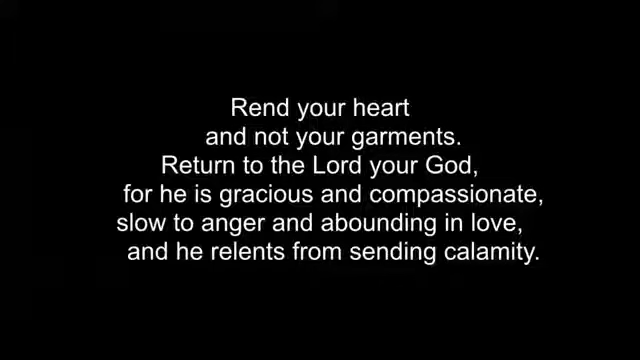 Rend your heart
and not your garments.
Return to the Lord your God,
for he is gracious and compassionate,
slow to anger and abounding in love,
and he relents from sending calamity.